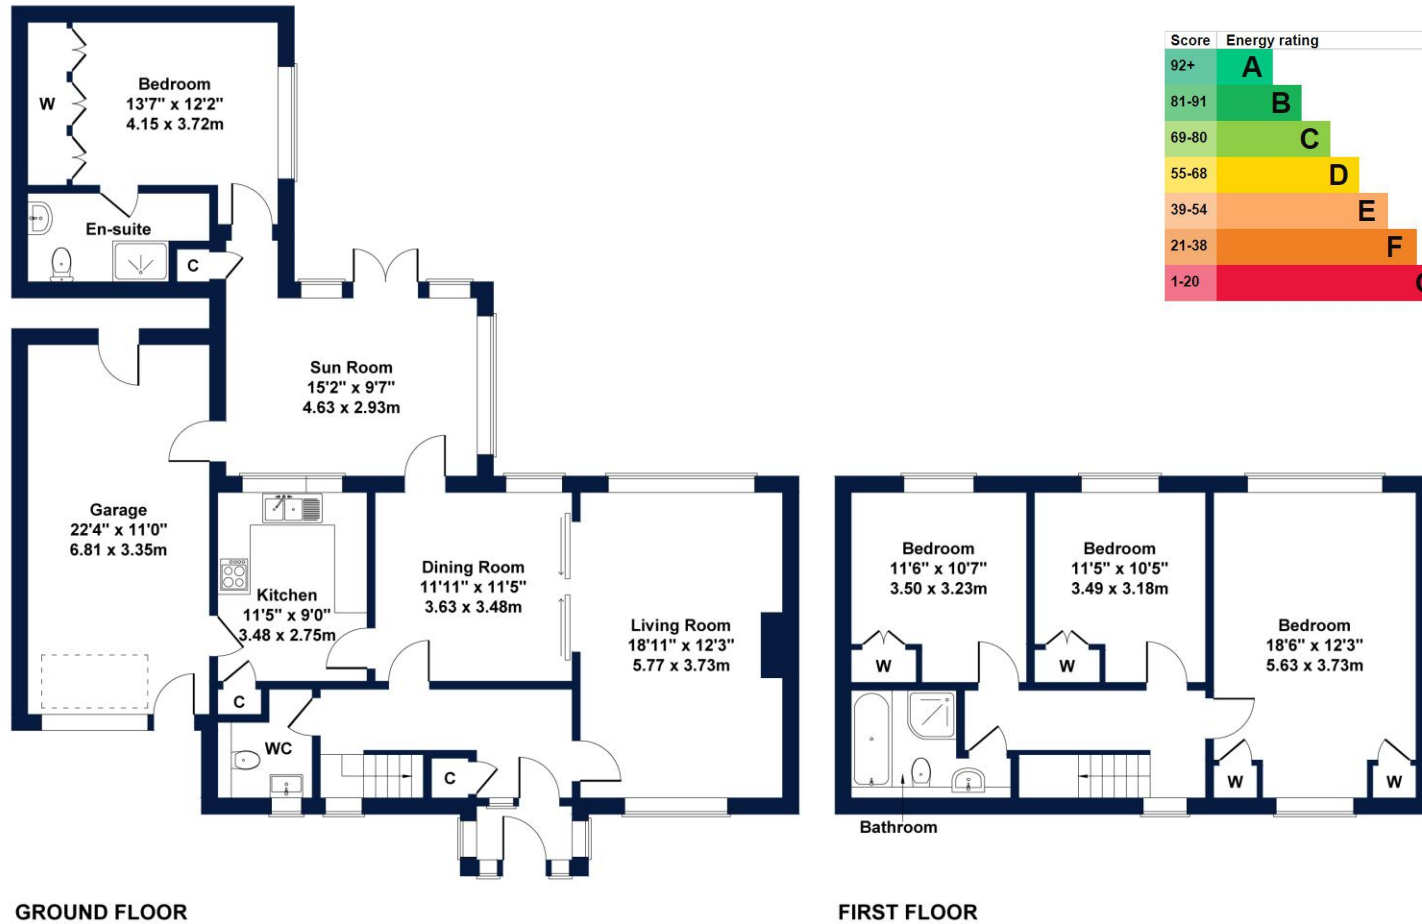 Bedroom
13'7" x 12'2"
4.15 x 3.72m
W
En-suite
C
Sun Room
15'2" x 9'7"
4.63 x 2.93m
Garage
22'4" x 11'0"
6.81 x 3.35m
Kitchen
11'5" x 9'0"
3.48 x 2.75m
Dining Room
11'11" x 11'5"
3.63 x 3.48m
Living Room
18'11" x 12'3"
5.77 x 3.73m
C
WC
C
GROUND FLOOR
Score Energy rating
92+ A
81-91 B
69-80 C
55-68 D
39-54 E
21-38 F
1-20
Bedroom
11'6" x 10'7"
3.50 x 3.23m
W
Bedroom
11'5" x 10'5"
3.49 x 3.18m
W
Bedroom
18'6" x 12'3"
5.63 x 3.73m
W
W
Bathroom
FIRST FLOOR